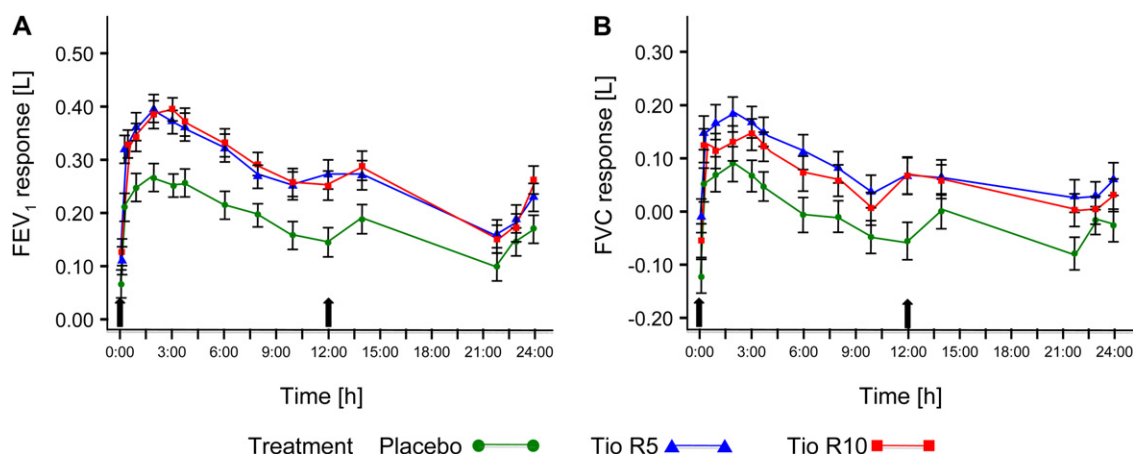 A
FEV1 response [L]
0.50
0.40
0.30
0.20
0.10
0.00
0:00 3:00 6:00 9:00 12:00 15:00 18:00 21:00 24:00
Time [h]
B
FVC response [L]
0.30
0.20
0.10
0.00
-0.10
-0.20
0:00 3:00 6:00 9:00 12:00 15:00 18:00 21:00 24:00
Time [h]
Treatment Placebo Tio R5 Tio R10